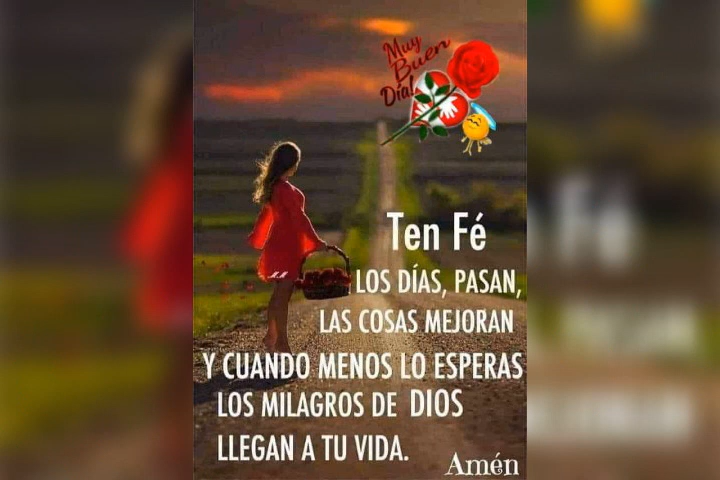 Muy
Buen
Día!
Ten Fé
LOS DÍAS, PASAN,
LAS COSAS MEJORAN
Y CUANDO MENOS LO ESPERAS
LOS MILAGROS DE DIOS
LLEGAN A TU VIDA.
Amén